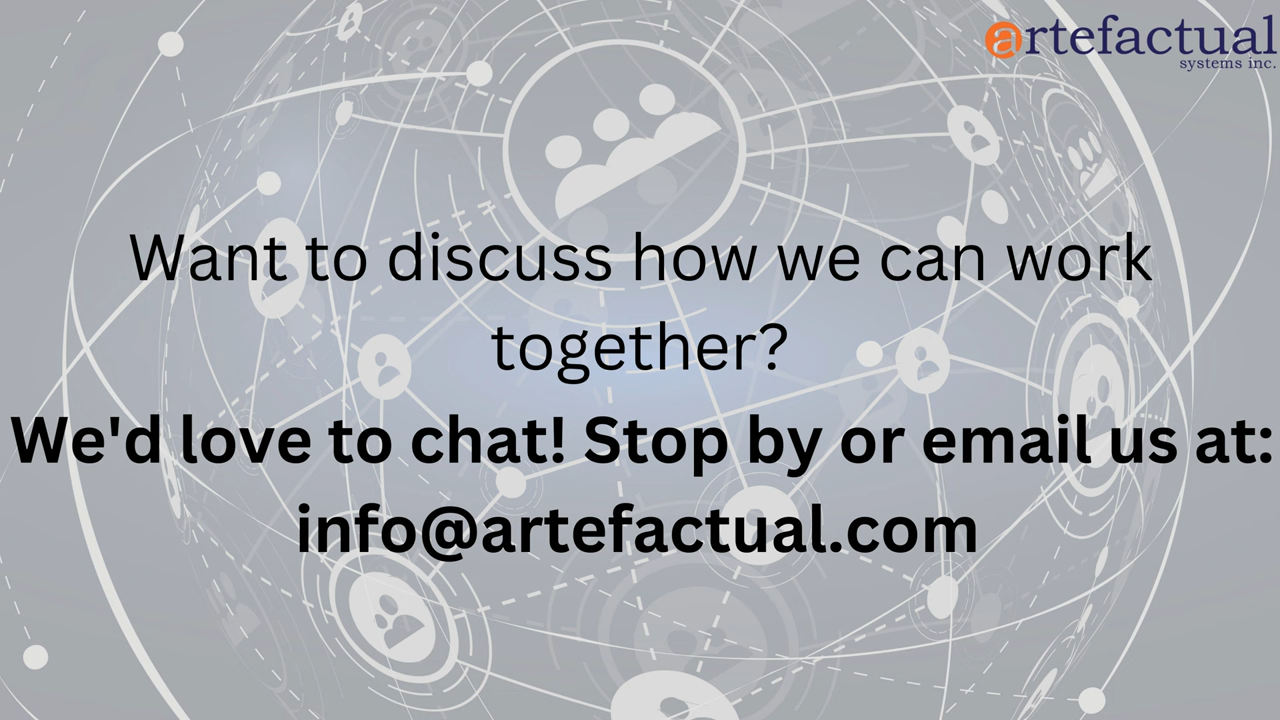 artefactual
systems inc.
Want to discuss how we can work
together?
We'd love to chat! Stop by or email us at:
info@artefactual.com